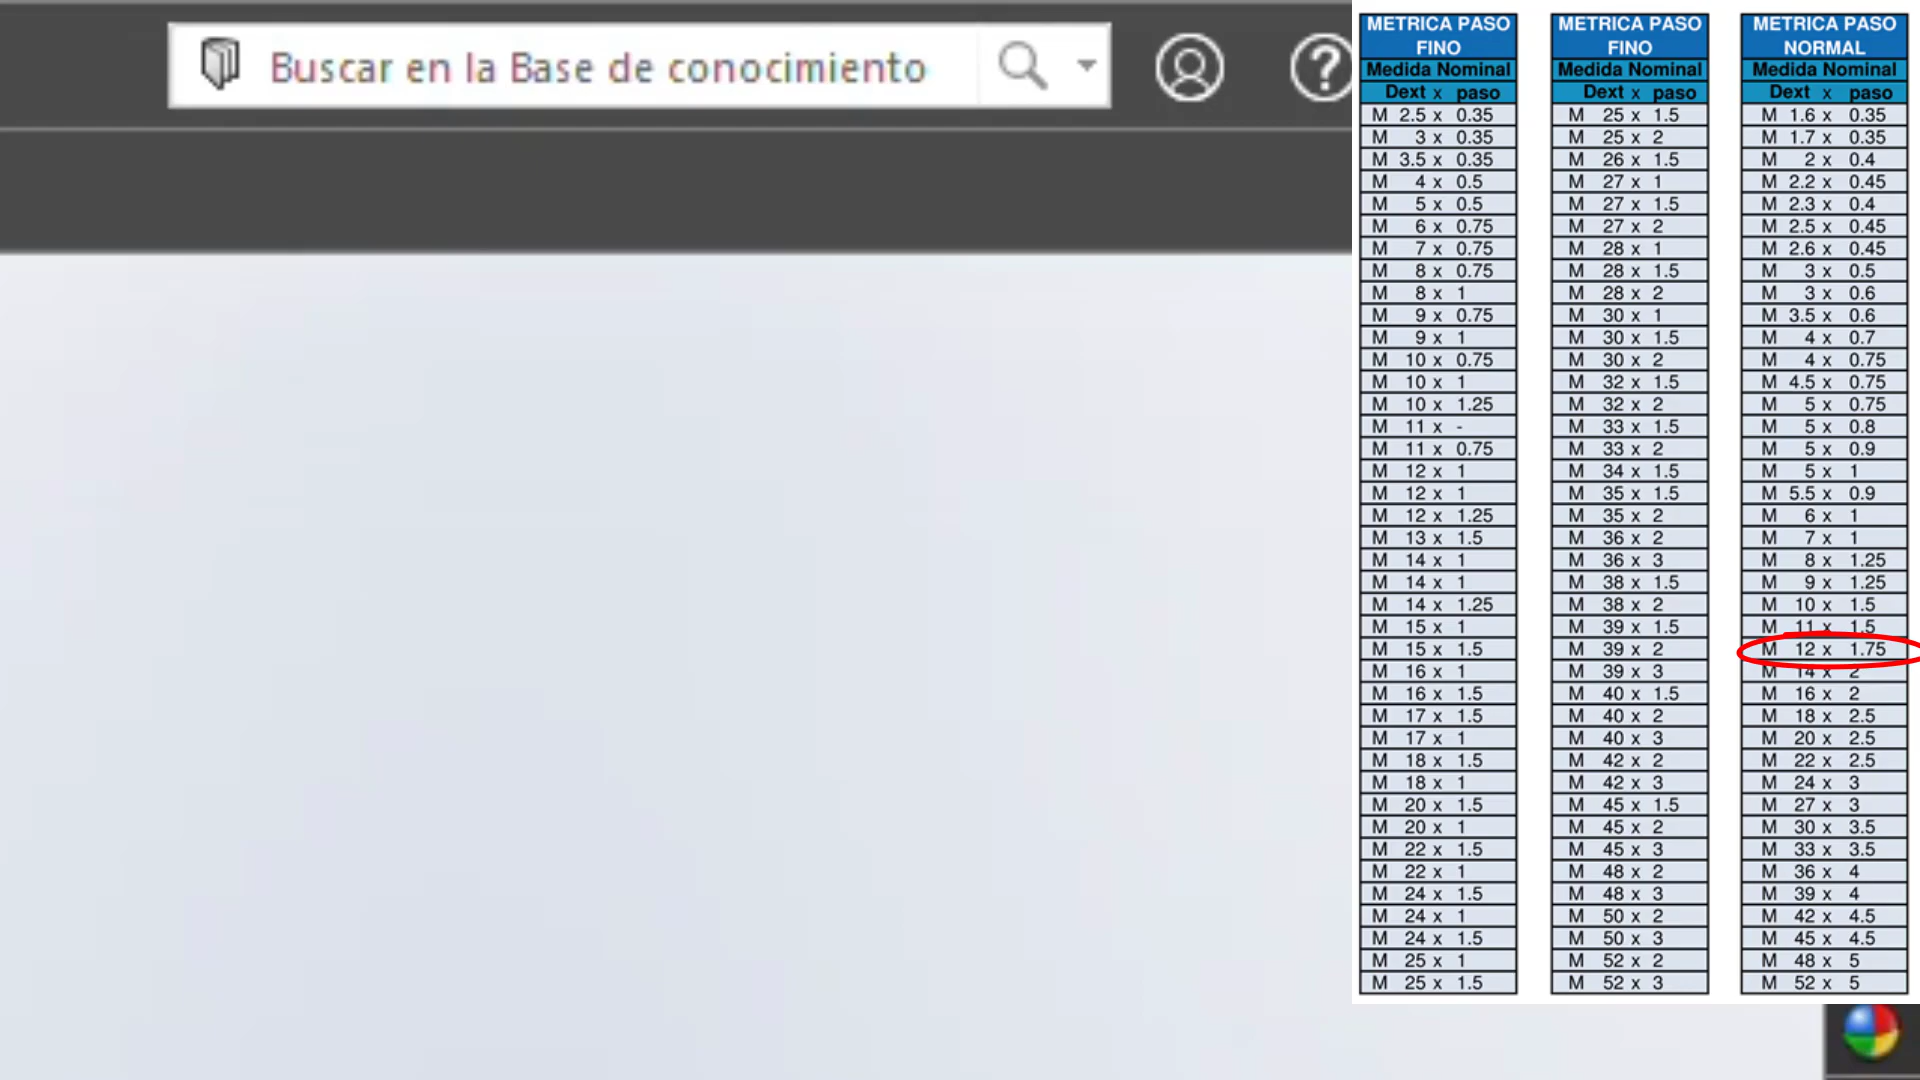 Buscar en la Base de conocimiento
METRICA PASO
FINO
Medida Nominal
Dext x paso
M 2.5 x 0.35
M 3 x 0.35
M 3.5 x 0.35
M 4 x 0.5
M 5 x 0.5
M 6 x 0.75
M 7 x 0.75
M 8 x 0.75
M 8 x 1
M 9 x 0.75
M 9 x 1
M 10 x 0.75
M 10 x 1
M 10 x 1.25
M 11 x -
M 11 x 0.75
M 12 x 1
M 12 x 1
M 12 x 1.25
M 13 x 1.5
M 14 x 1
M 14 x 1
M 14 x 1.25
M 15 x 1
M 15 x 1.5
M 16 x 1
M 16 x 1.5
M 17 x 1.5
M 17 x 1
M 18 x 1.5
M 18 x 1
M 20 x 1.5
M 20 x 1
M 22 x 1.5
M 22 x 1
M 24 x 1.5
M 24 x 1
M 24 x 1.5
M 25 x 1
M 25 x 1.5
METRICA PASO
FINO
Medida Nominal
Dext x paso
M 25 x 1.5
M 25 x 2
M 26 x 1.5
M 27 x 1
M 27 x 1.5
M 27 x 2
M 28 x 1
M 28 x 1.5
M 28 x 2
M 30 x 1
M 30 x 1.5
M 30 x 2
M 32 x 1.5
M 32 x 2
M 33 x 1.5
M 33 x 2
M 34 x 1.5
M 35 x 1.5
M 35 x 2
M 36 x 2
M 36 x 3
M 38 x 1.5
M 38 x 2
M 39 x 1.5
M 39 x 2
M 39 x 3
M 40 x 1.5
M 40 x 2
M 40 x 3
M 42 x 2
M 42 x 3
M 45 x 1.5
M 45 x 2
M 45 x 3
M 48 x 2
M 48 x 3
M 50 x 2
M 50 x 3
M 52 x 2
M 52 x 3
METRICA PASO
NORMAL
Medida Nominal
Dext x paso
M 1.6 x 0.35
M 1.7 x 0.35
M 2 x 0.4
M 2.2 x 0.45
M 2.3 x 0.4
M 2.5 x 0.45
M 2.6 x 0.45
M 3 x 0.5
M 3 x 0.6
M 3.5 x 0.6
M 4 x 0.7
M 4 x 0.75
M 4.5 x 0.75
M 5 x 0.75
M 5 x 0.8
M 5 x 0.9
M 5 x 1
M 5.5 x 0.9
M 6 x 1
M 7 x 1
M 8 x 1.25
M 9 x 1.25
M 10 x 1.5
M 11 x 1.5
M 12 x 1.75
M 14 x 2
M 16 x 2
M 18 x 2.5
M 20 x 2.5
M 22 x 2.5
M 24 x 3
M 27 x 3
M 30 x 3.5
M 33 x 3.5
M 36 x 4
M 39 x 4
M 42 x 4.5
M 45 x 4.5
M 48 x 5
M 52 x 5